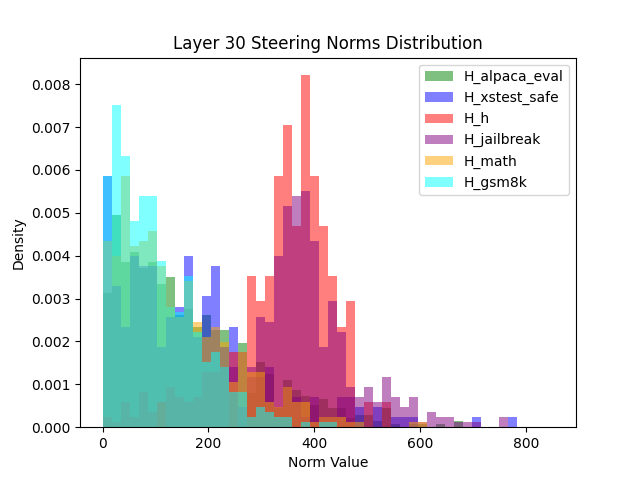 Layer 30 Steering Norms Distribution
H_alpaca_eval
H_xstest_safe
H_h
H_jailbreak
H_math
H_gsm8k
Density
0.008
0.007
0.006
0.005
0.004
0.003
0.002
0.001
0.000
0 200 400 600 800
Norm Value